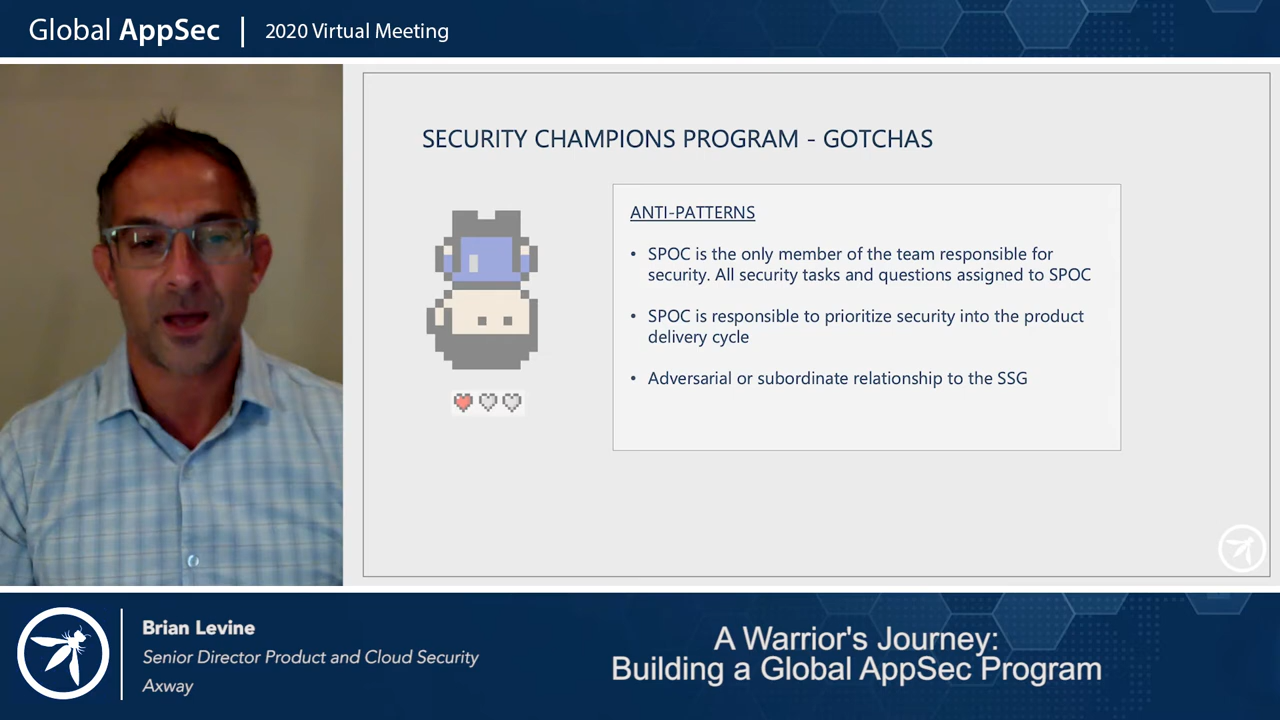 Global AppSec | 2020 Virtual Meeting
SECURITY CHAMPIONS PROGRAM - GOTCHAS
ANTI-PATTERNS
• SPOC is the only member of the team responsible for
security. All security tasks and questions assigned to SPOC
• SPOC is responsible to prioritize security into the product
delivery cycle
• Adversarial or subordinate relationship to the SSG
Brian Levine
Senior Director Product and Cloud Security
Axway
A Warrior's Journey:
Building a Global AppSec Program